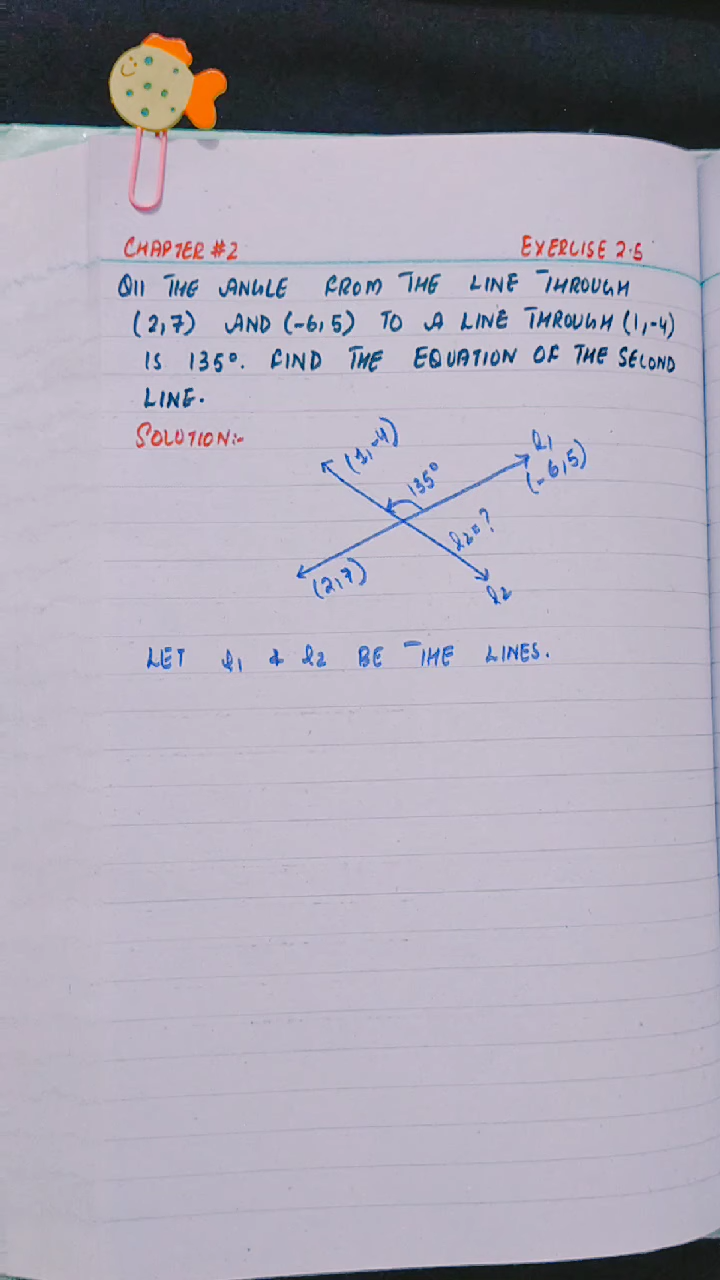 CHAPTER #2 EXERCISE 2.5
Q11 THE ANGLE FROM THE LINE THROUGH
(2,7) AND (-6,5) TO A LINE THROUGH (1,-4)
IS 135°. FIND THE EQUATION OF THE SECOND
LINE.
SOLUTION:-
(1,-4)
135°
l1
(-6,5)
l2=?
(2,7)
l2
LET l1 & l2 BE THE LINES.